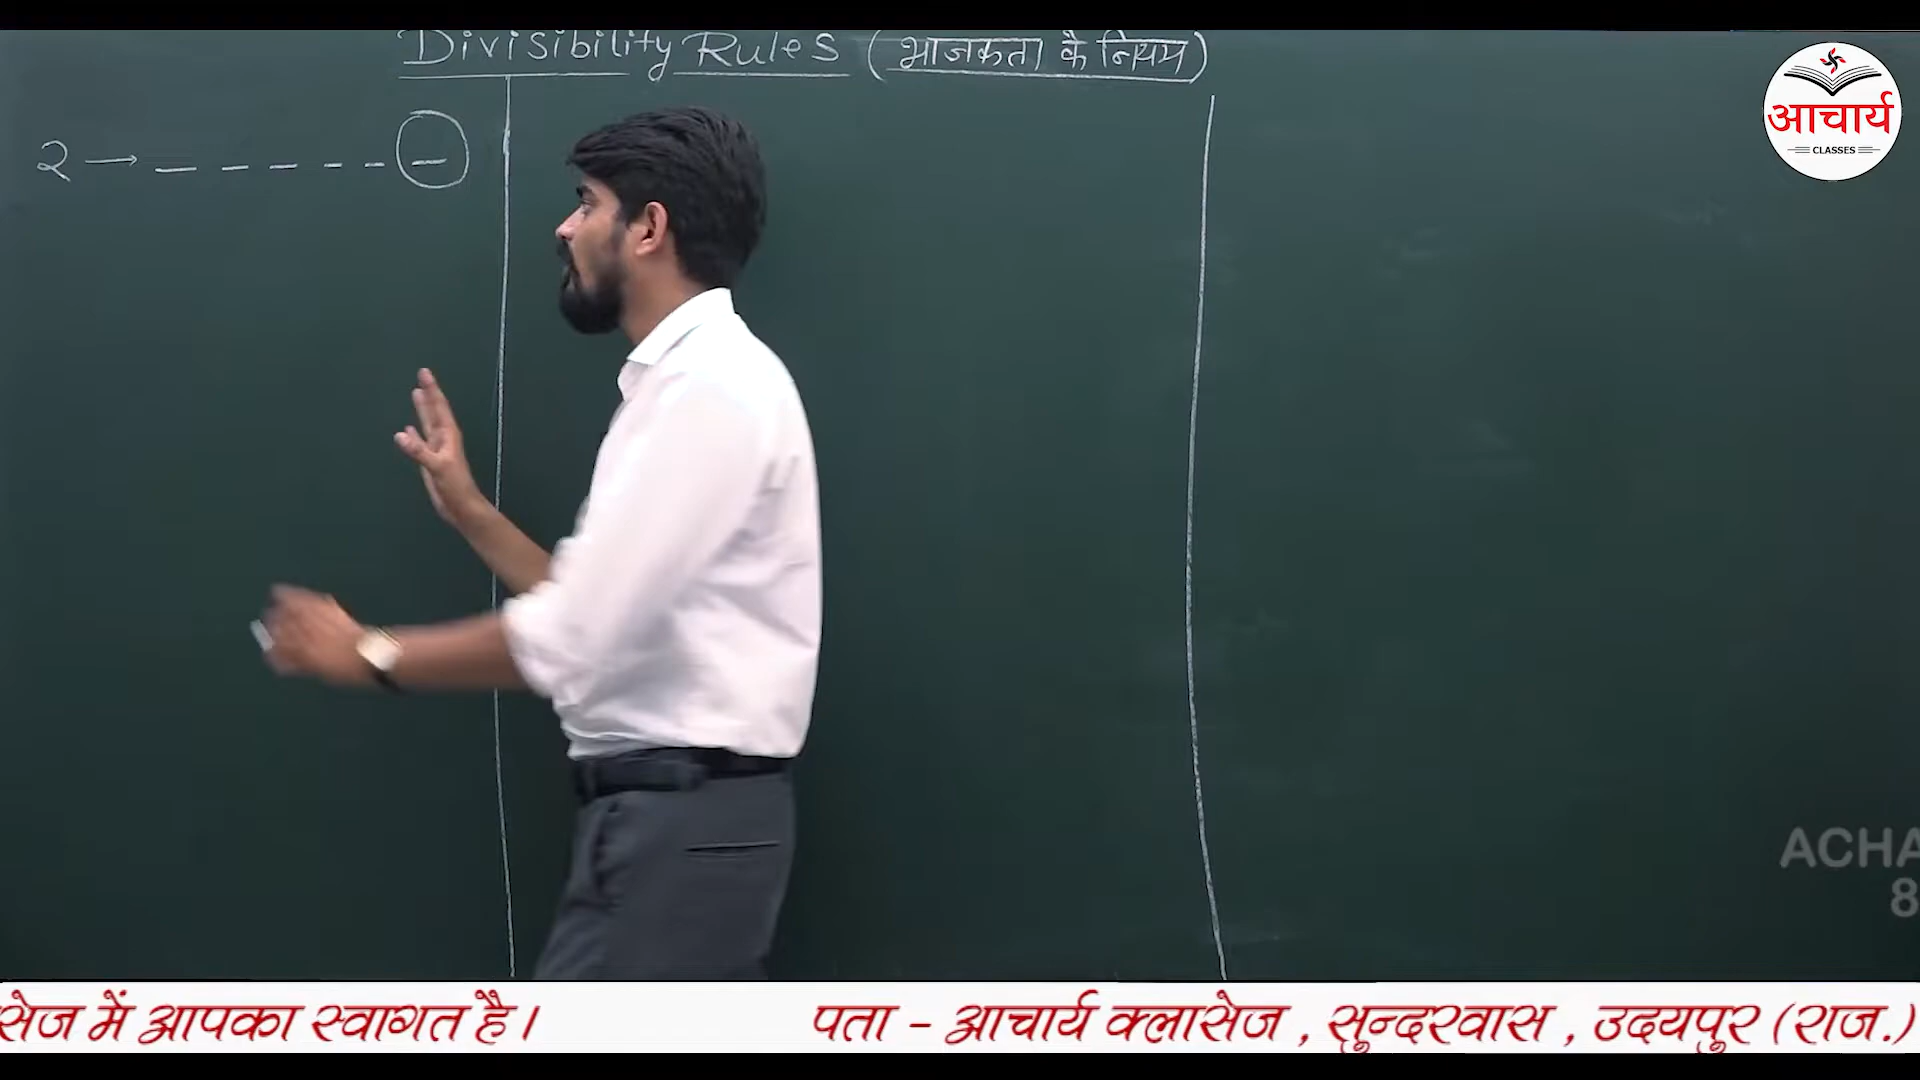 Divisibility Rules (भाजकता के नियम)
2 → _ _ _ _ _ _
आचार्य
CLASSES
ACHA
8
सेज में आपका स्वागत है।
पता - आचार्य क्लासेज , सुन्दरवास , उदयपुर (राज.)